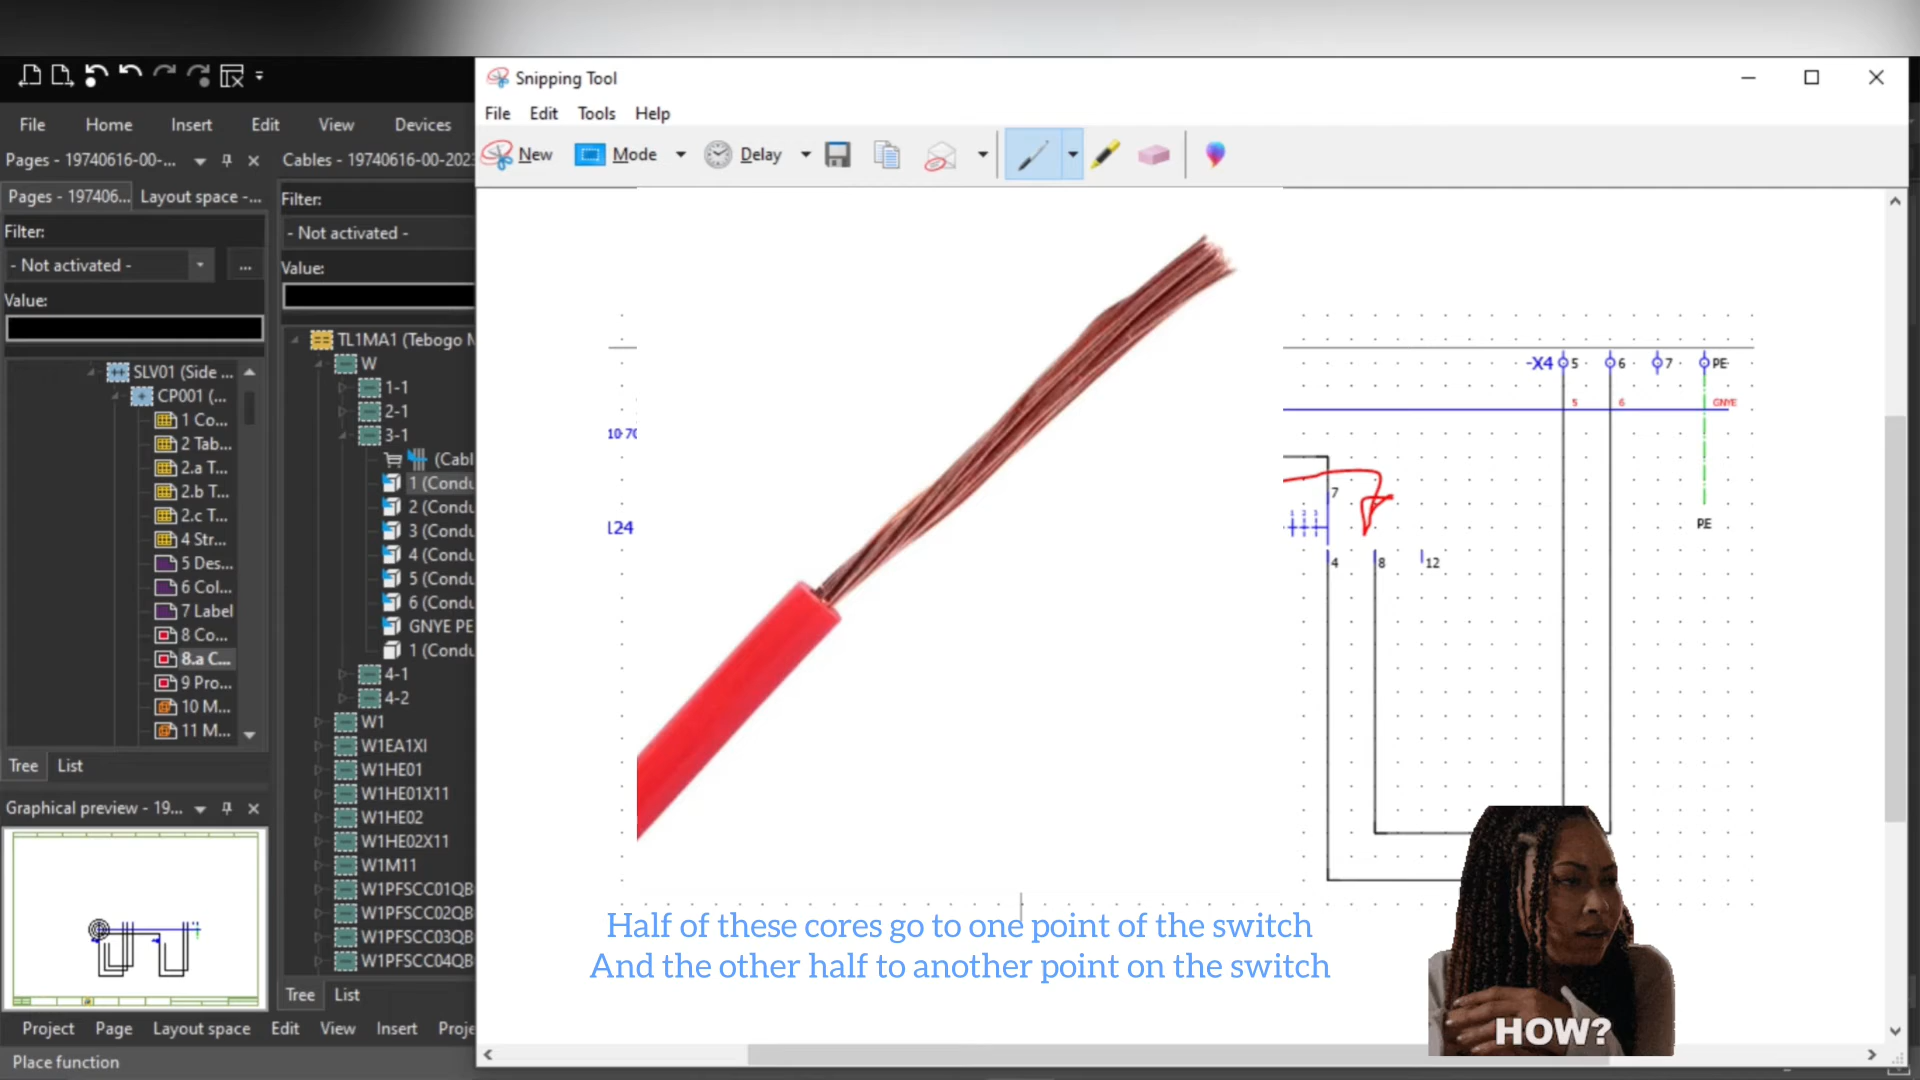 Snipping Tool
File Edit Tools Help
New Mode Delay
File Home Insert Edit View Devices
Pages - 19740616-00-...
Cables - 19740616-00-202
Pages - 197406... Layout space -...
Filter:
- Not activated -
...
Value:
Filter:
- Not activated -
Value:
SLV01 (Side ...
CP001 (...
1 Co...
2 Tab...
2.a T...
2.b T...
2.c T...
4 Str...
5 Des...
6 Col...
7 Label
8 Co...
8.a C...
9 Pro...
10 M...
11 M...
Tree List
TL1MA1 (Tebogo
W
1-1
2-1
3-1
(Cabl
1 (Condu
2 (Condu
3 (Condu
4 (Condu
5 (Condu
6 (Condu
GNYE PE
1 (Condu
4-1
4-2
W1
W1EA1XI
W1HE01
W1HE01X11
W1HE02
W1HE02X11
W1M11
W1PFSCC01QB
W1PFSCC02QB
W1PFSCC03QB
W1PFSCC04QB
Tree List
Graphical preview - 19...
Project Page Layout space Edit View Insert Proje
Place function
-X4 5 6 7 PE
5 6 GNYE
7
PE
4 8 12
Half of these cores go to one point of the switch
And the other half to another point on the switch
HOW?